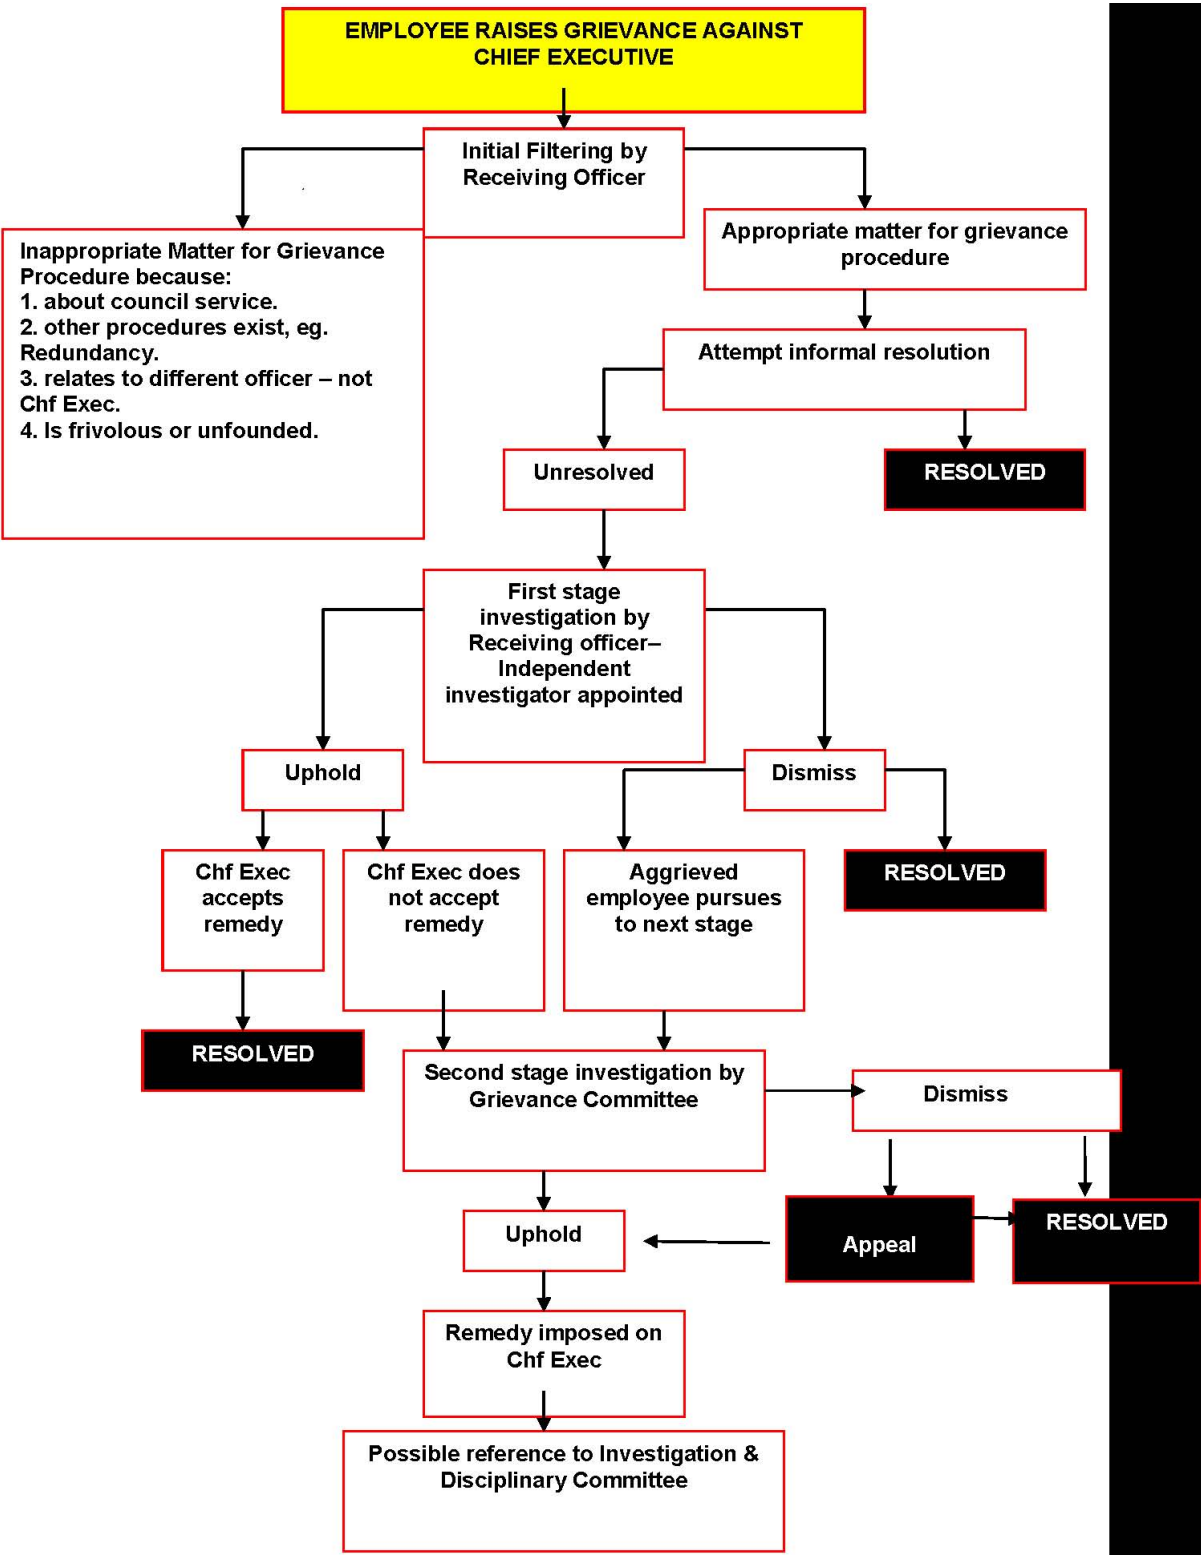 EMPLOYEE RAISES GRIEVANCE AGAINST
CHIEF EXECUTIVE
Initial Filtering by
Receiving Officer
Inappropriate Matter for Grievance
Procedure because:
1. about council service.
2. other procedures exist, eg.
Redundancy.
3. relates to different officer – not
Chf Exec.
4. Is frivolous or unfounded.
Appropriate matter for grievance
procedure
Attempt informal resolution
Unresolved
RESOLVED
First stage
investigation by
Receiving officer–
Independent
investigator appointed
Uphold
Dismiss
Chf Exec
accepts
remedy
Chf Exec does
not accept
remedy
Aggrieved
employee pursues
to next stage
RESOLVED
RESOLVED
Second stage investigation by
Grievance Committee
Dismiss
Uphold
Appeal
RESOLVED
Remedy imposed on
Chf Exec
Possible reference to Investigation &
Disciplinary Committee